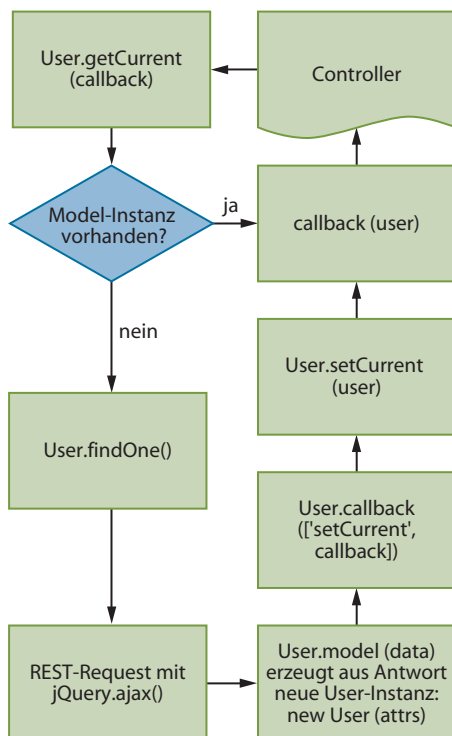 User.getCurrent
(callback)
Controller
Model-Instanz
vorhanden?
ja
callback (user)
nein
User.setCurrent
(user)
User.findOne()
User.callback
(['setCurrent',
callback])
REST-Request mit
jQuery.ajax()
User.model (data)
erzeugt aus Antwort
neue User-Instanz:
new User (attrs)